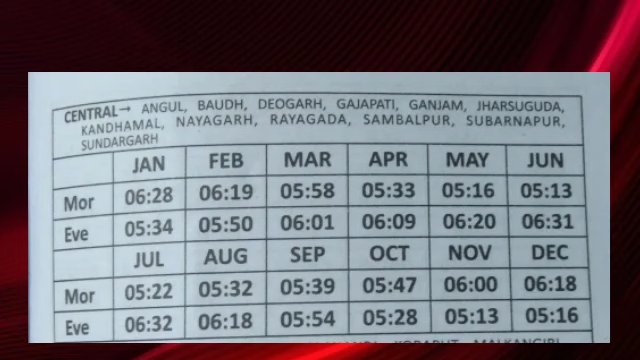 CENTRAL→ ANGUL, BAUDH, DEOGARH, GAJAPATI, GANJAM, JHARSUGUDA,
KANDHAMAL, NAYAGARH, RAYAGADA, SAMBALPUR, SUBARNAPUR,
SUNDARGARH
JAN FEB MAR APR MAY JUN
Mor 06:28 06:19 05:58 05:33 05:16 05:13
Eve 05:34 05:50 06:01 06:09 06:20 06:31
JUL AUG SEP OCT NOV DEC
Mor 05:22 05:32 05:39 05:47 06:00 06:18
Eve 06:32 06:18 05:54 05:28 05:13 05:16
KORAPUT, MALKANGIRI,